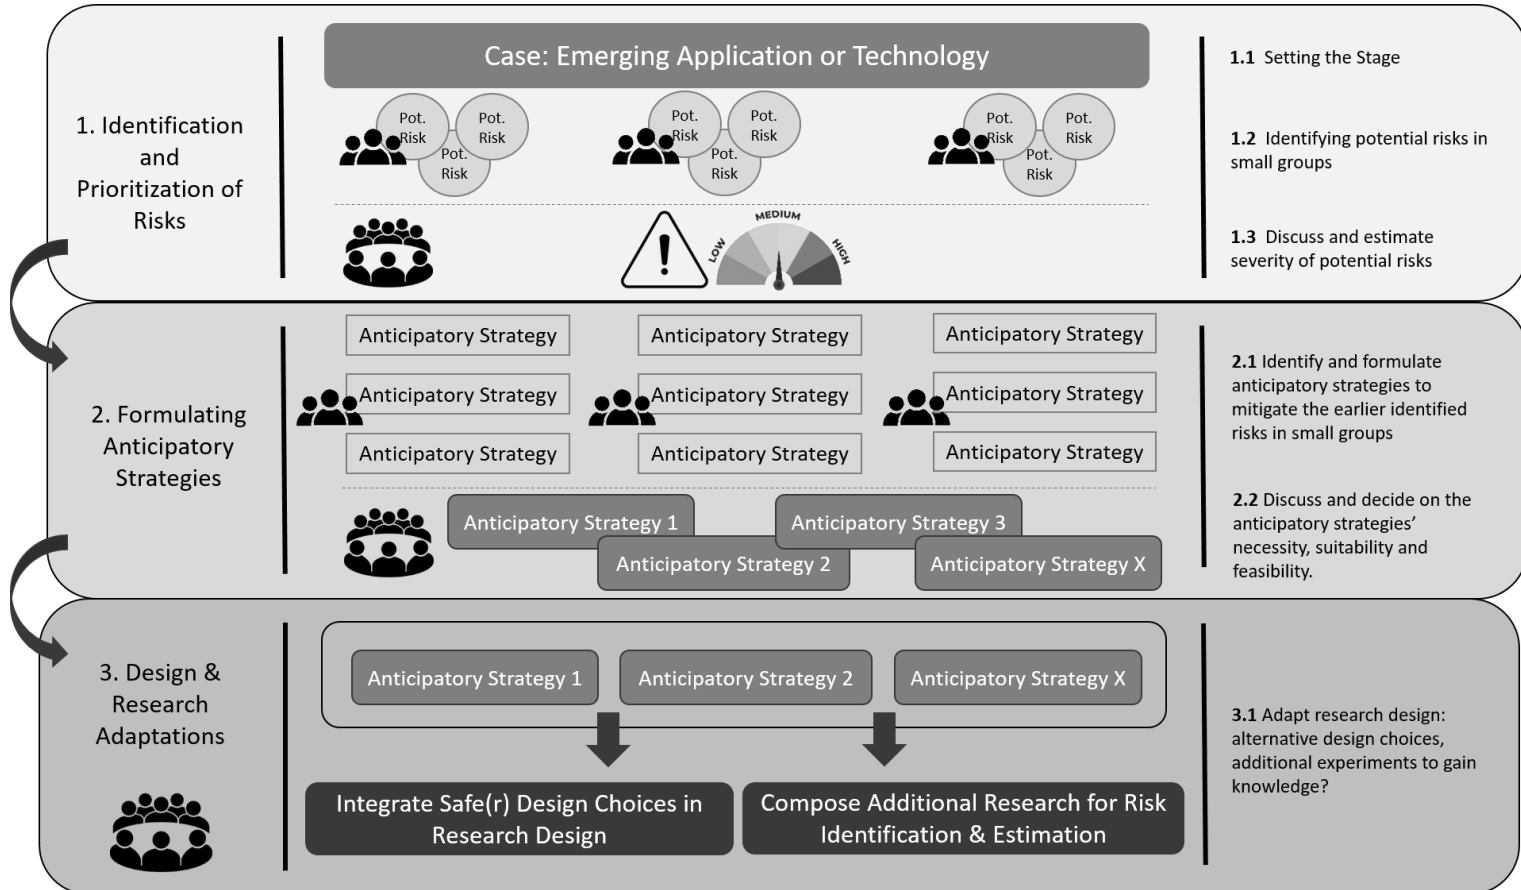 Case: Emerging Application or Technology
1. Identification
and
Prioritization of
Risks
Pot.
Risk
Pot.
Risk
Pot.
Risk
Pot.
Risk
Pot.
Risk
Pot.
Risk
Pot.
Risk
Pot.
Risk
Pot.
Risk
LOW
MEDIUM
HIGH
1.1 Setting the Stage
1.2 Identifying potential risks in
small groups
1.3 Discuss and estimate
severity of potential risks
2. Formulating
Anticipatory
Strategies
Anticipatory Strategy
Anticipatory Strategy
Anticipatory Strategy
Anticipatory Strategy
Anticipatory Strategy
Anticipatory Strategy
Anticipatory Strategy
Anticipatory Strategy
Anticipatory Strategy
Anticipatory Strategy 1
Anticipatory Strategy 3
Anticipatory Strategy 2
Anticipatory Strategy X
2.1 Identify and formulate
anticipatory strategies to
mitigate the earlier identified
risks in small groups
2.2 Discuss and decide on the
anticipatory strategies’
necessity, suitability and
feasibility.
3. Design &
Research
Adaptations
Anticipatory Strategy 1
Anticipatory Strategy 2
Anticipatory Strategy X
Integrate Safe(r) Design Choices in
Research Design
Compose Additional Research for Risk
Identification & Estimation
3.1 Adapt research design:
alternative design choices,
additional experiments to gain
knowledge?